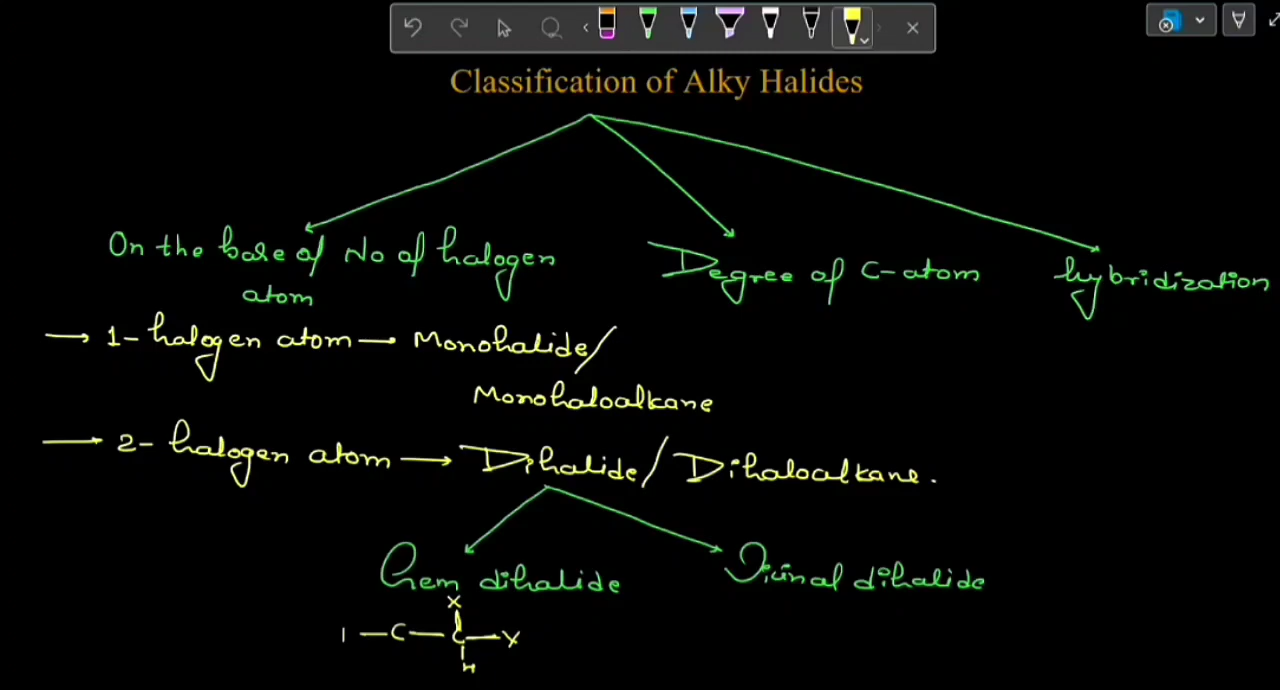 Classification of Alky Halides
On the base of No of halogen
atom
Degree of C-atom
hybridization
→ 1- halogen atom → Monohalide/
Monohaloalkane
→ 2- halogen atom → Dihalide/Dihaloalkane.
Gem dihalide
Vicinal dihalide
X
I —C— C —X
H